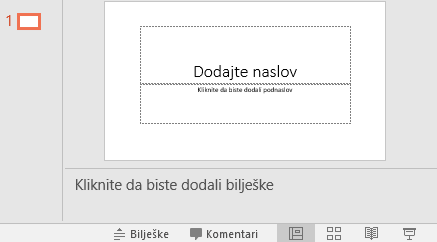 1
Dodajte naslov
Kliknite da biste dodali podnaslov
Kliknite da biste dodali bilješke
Bilješke Komentari